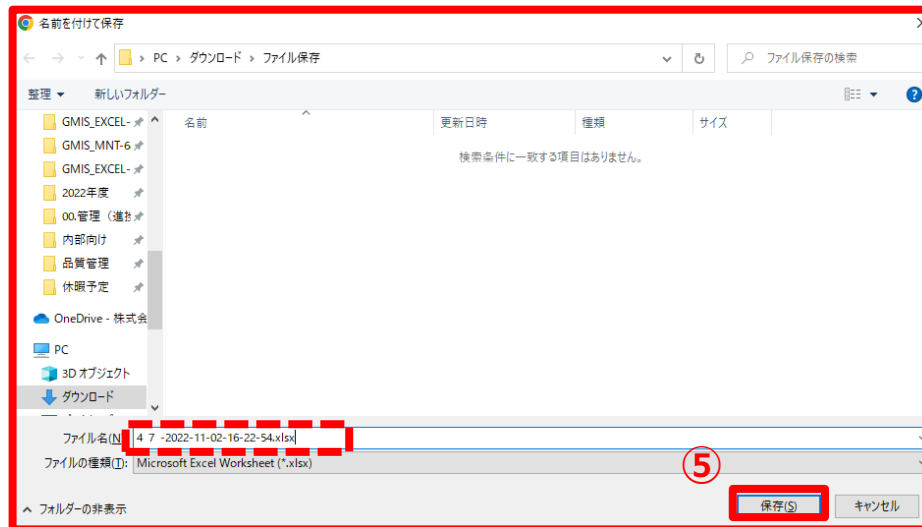 名前を付けて保存
PC › ダウンロード › ファイル保存
ファイル保存の検索
整理
新しいフォルダー
名前
更新日時
種類
サイズ
検索条件に一致する項目はありません。
GMIS_EXCEL-
GMIS_MNT-6
GMIS_EXCEL-
2022年度
00.管理（進
内部向け
品質管理
休暇予定
OneDrive - 株式会
PC
3D オブジェクト
ダウンロード
ファイル名(N
4 7 -2022-11-02-16-22-54.xlsx
ファイルの種類(T):
Microsoft Excel Worksheet (*.xlsx)
⑤
フォルダーの非表示
保存(S)
キャンセル